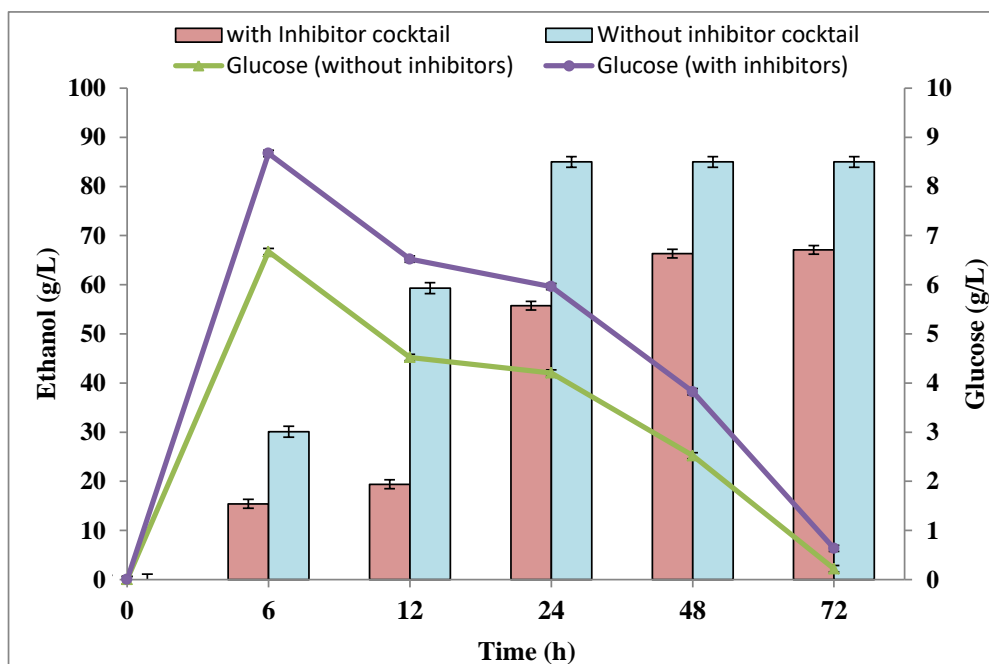 with Inhibitor cocktail
Without inhibitor cocktail
Glucose (without inhibitors)
Glucose (with inhibitors)
Ethanol (g/L)
100
90
80
70
60
50
40
30
20
10
0
10
9
8
7
6
5
4
3
2
1
0
Glucose (g/L)
0 6 12 24 48 72
Time (h)